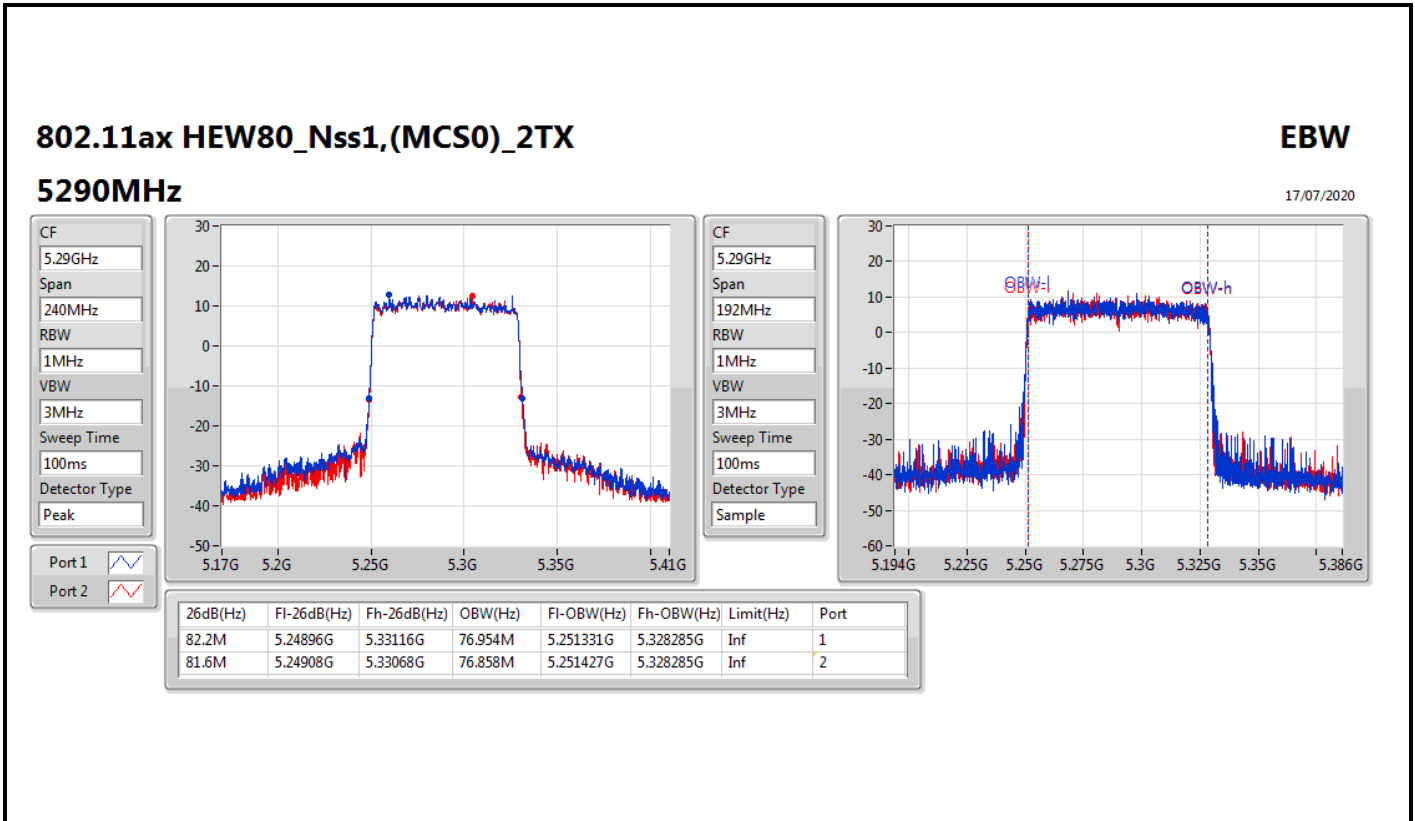 802.11ax HEW80_Nss1,(MCS0)_2TX
EBW
5290MHz
17/07/2020
CF
5.29GHz
Span
240MHz
RBW
1MHz
VBW
3MHz
Sweep Time
100ms
Detector Type
Peak
Port 1
Port 2
30
20
10
0
-10
-20
-30
-40
-50
5.17G 5.2G 5.25G 5.3G 5.35G 5.41G
CF
5.29GHz
Span
192MHz
RBW
1MHz
VBW
3MHz
Sweep Time
100ms
Detector Type
Sample
30
20
10
0
-10
-20
-30
-40
-50
-60
OBW-l
OBW-l
OBW-h
5.194G 5.225G 5.25G 5.275G 5.3G 5.325G 5.35G 5.386G
26dB(Hz) Fl-26dB(Hz) Fh-26dB(Hz) OBW(Hz) Fl-OBW(Hz) Fh-OBW(Hz) Limit(Hz) Port
82.2M 5.24896G 5.33116G 76.954M 5.251331G 5.328285G Inf 1
81.6M 5.24908G 5.33068G 76.858M 5.251427G 5.328285G Inf 2